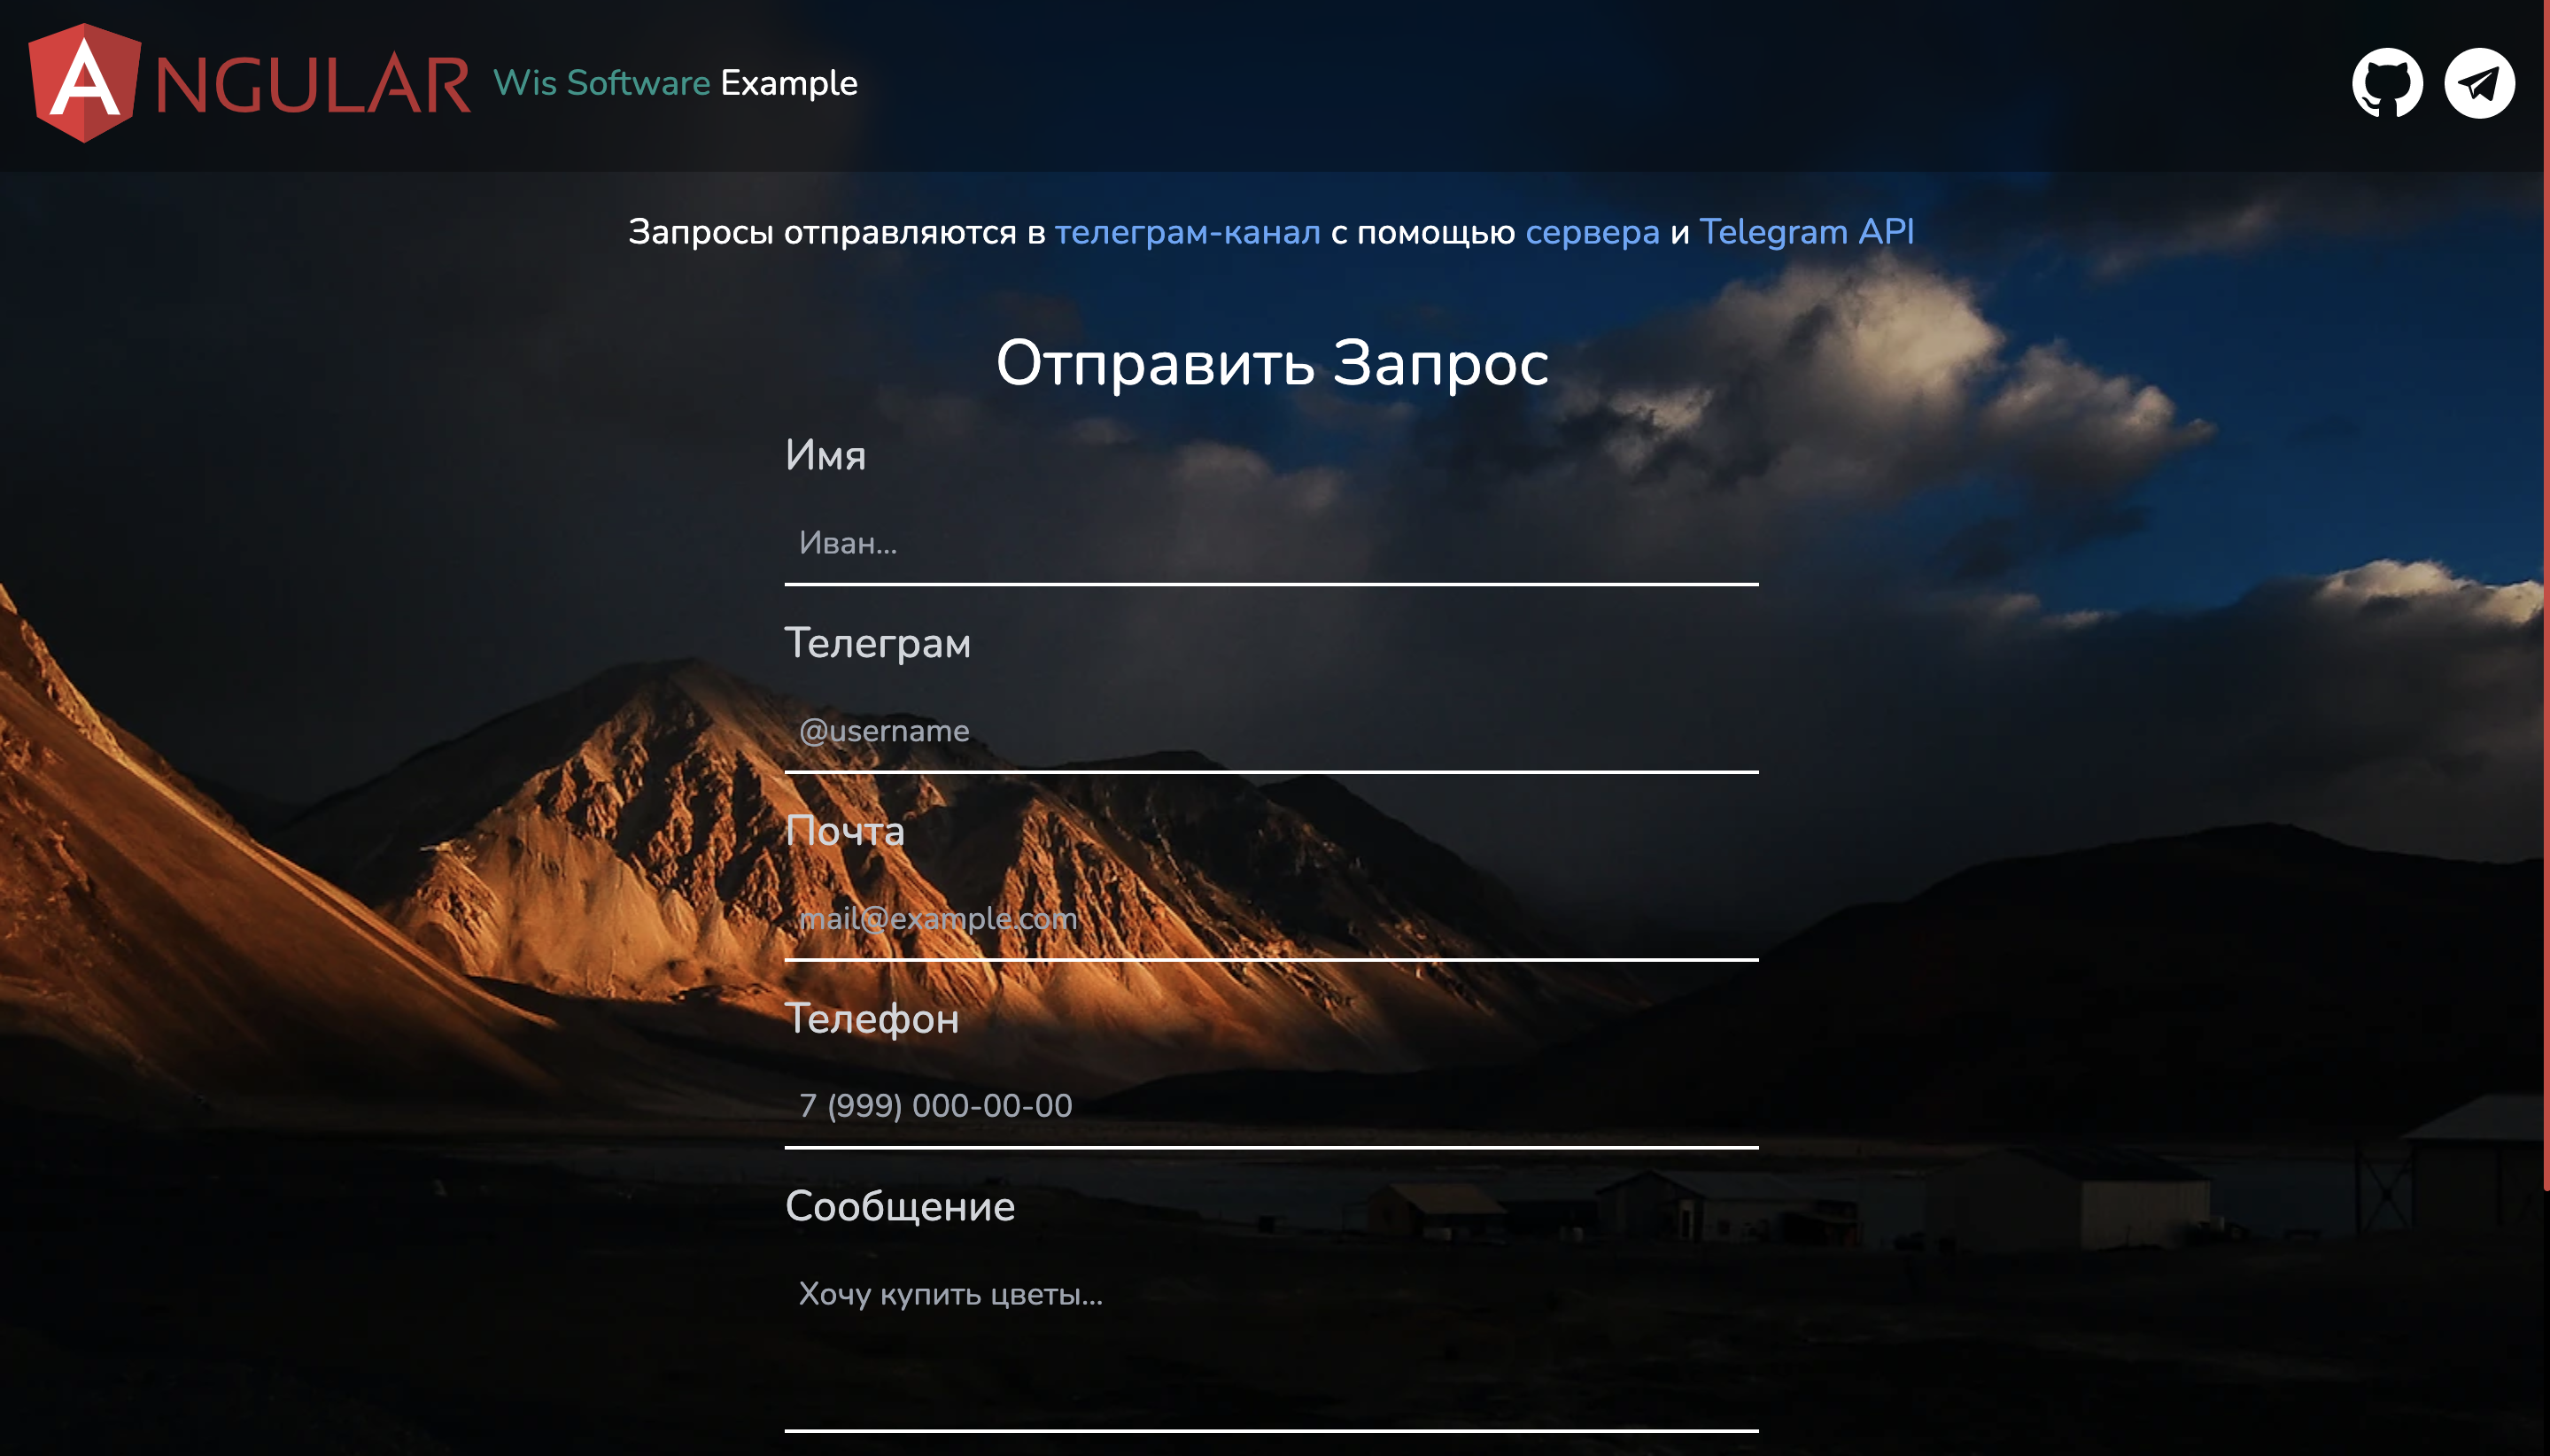 ANGULAR Wis Software Example
Запросы отправляются в телеграм-канал с помощью сервера и Telegram API
Отправить Запрос
Имя
Иван...
Телеграм
@username
Почта
mail@example.com
Телефон
7 (999) 000-00-00
Сообщение
Хочу купить цветы...